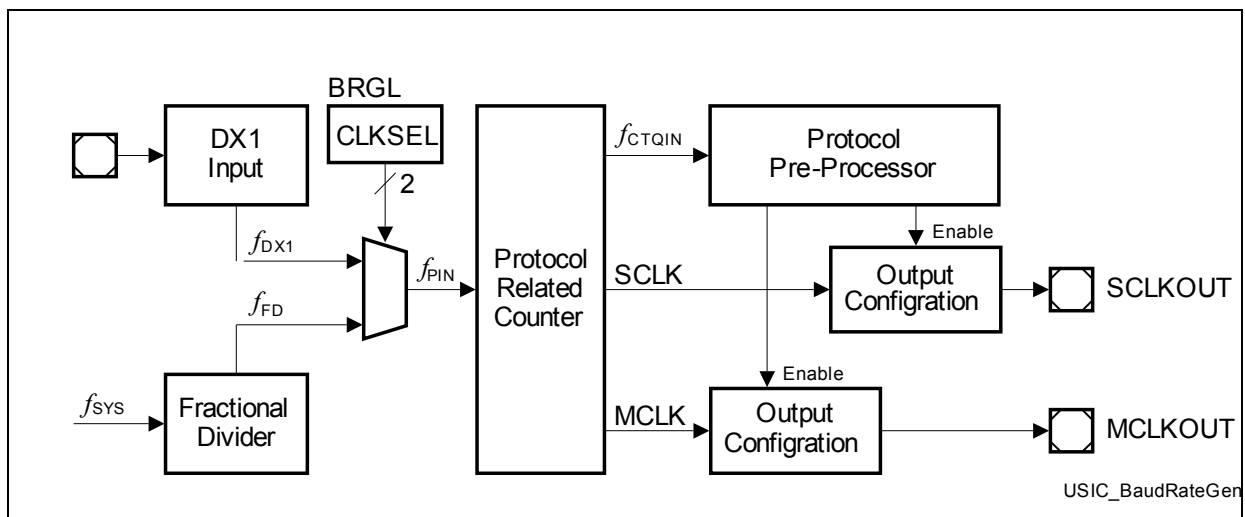 BRGL
CLKSEL
2
DX1
Input
fDX1
fFD
fSYS
Fractional
Divider
fPIN
Protocol
Related
Counter
fCTQIN
Protocol
Pre-Processor
Enable
SCLK
Output
Configration
SCLKOUT
Enable
MCLK
Output
Configration
MCLKOUT
USIC_BaudRateGen